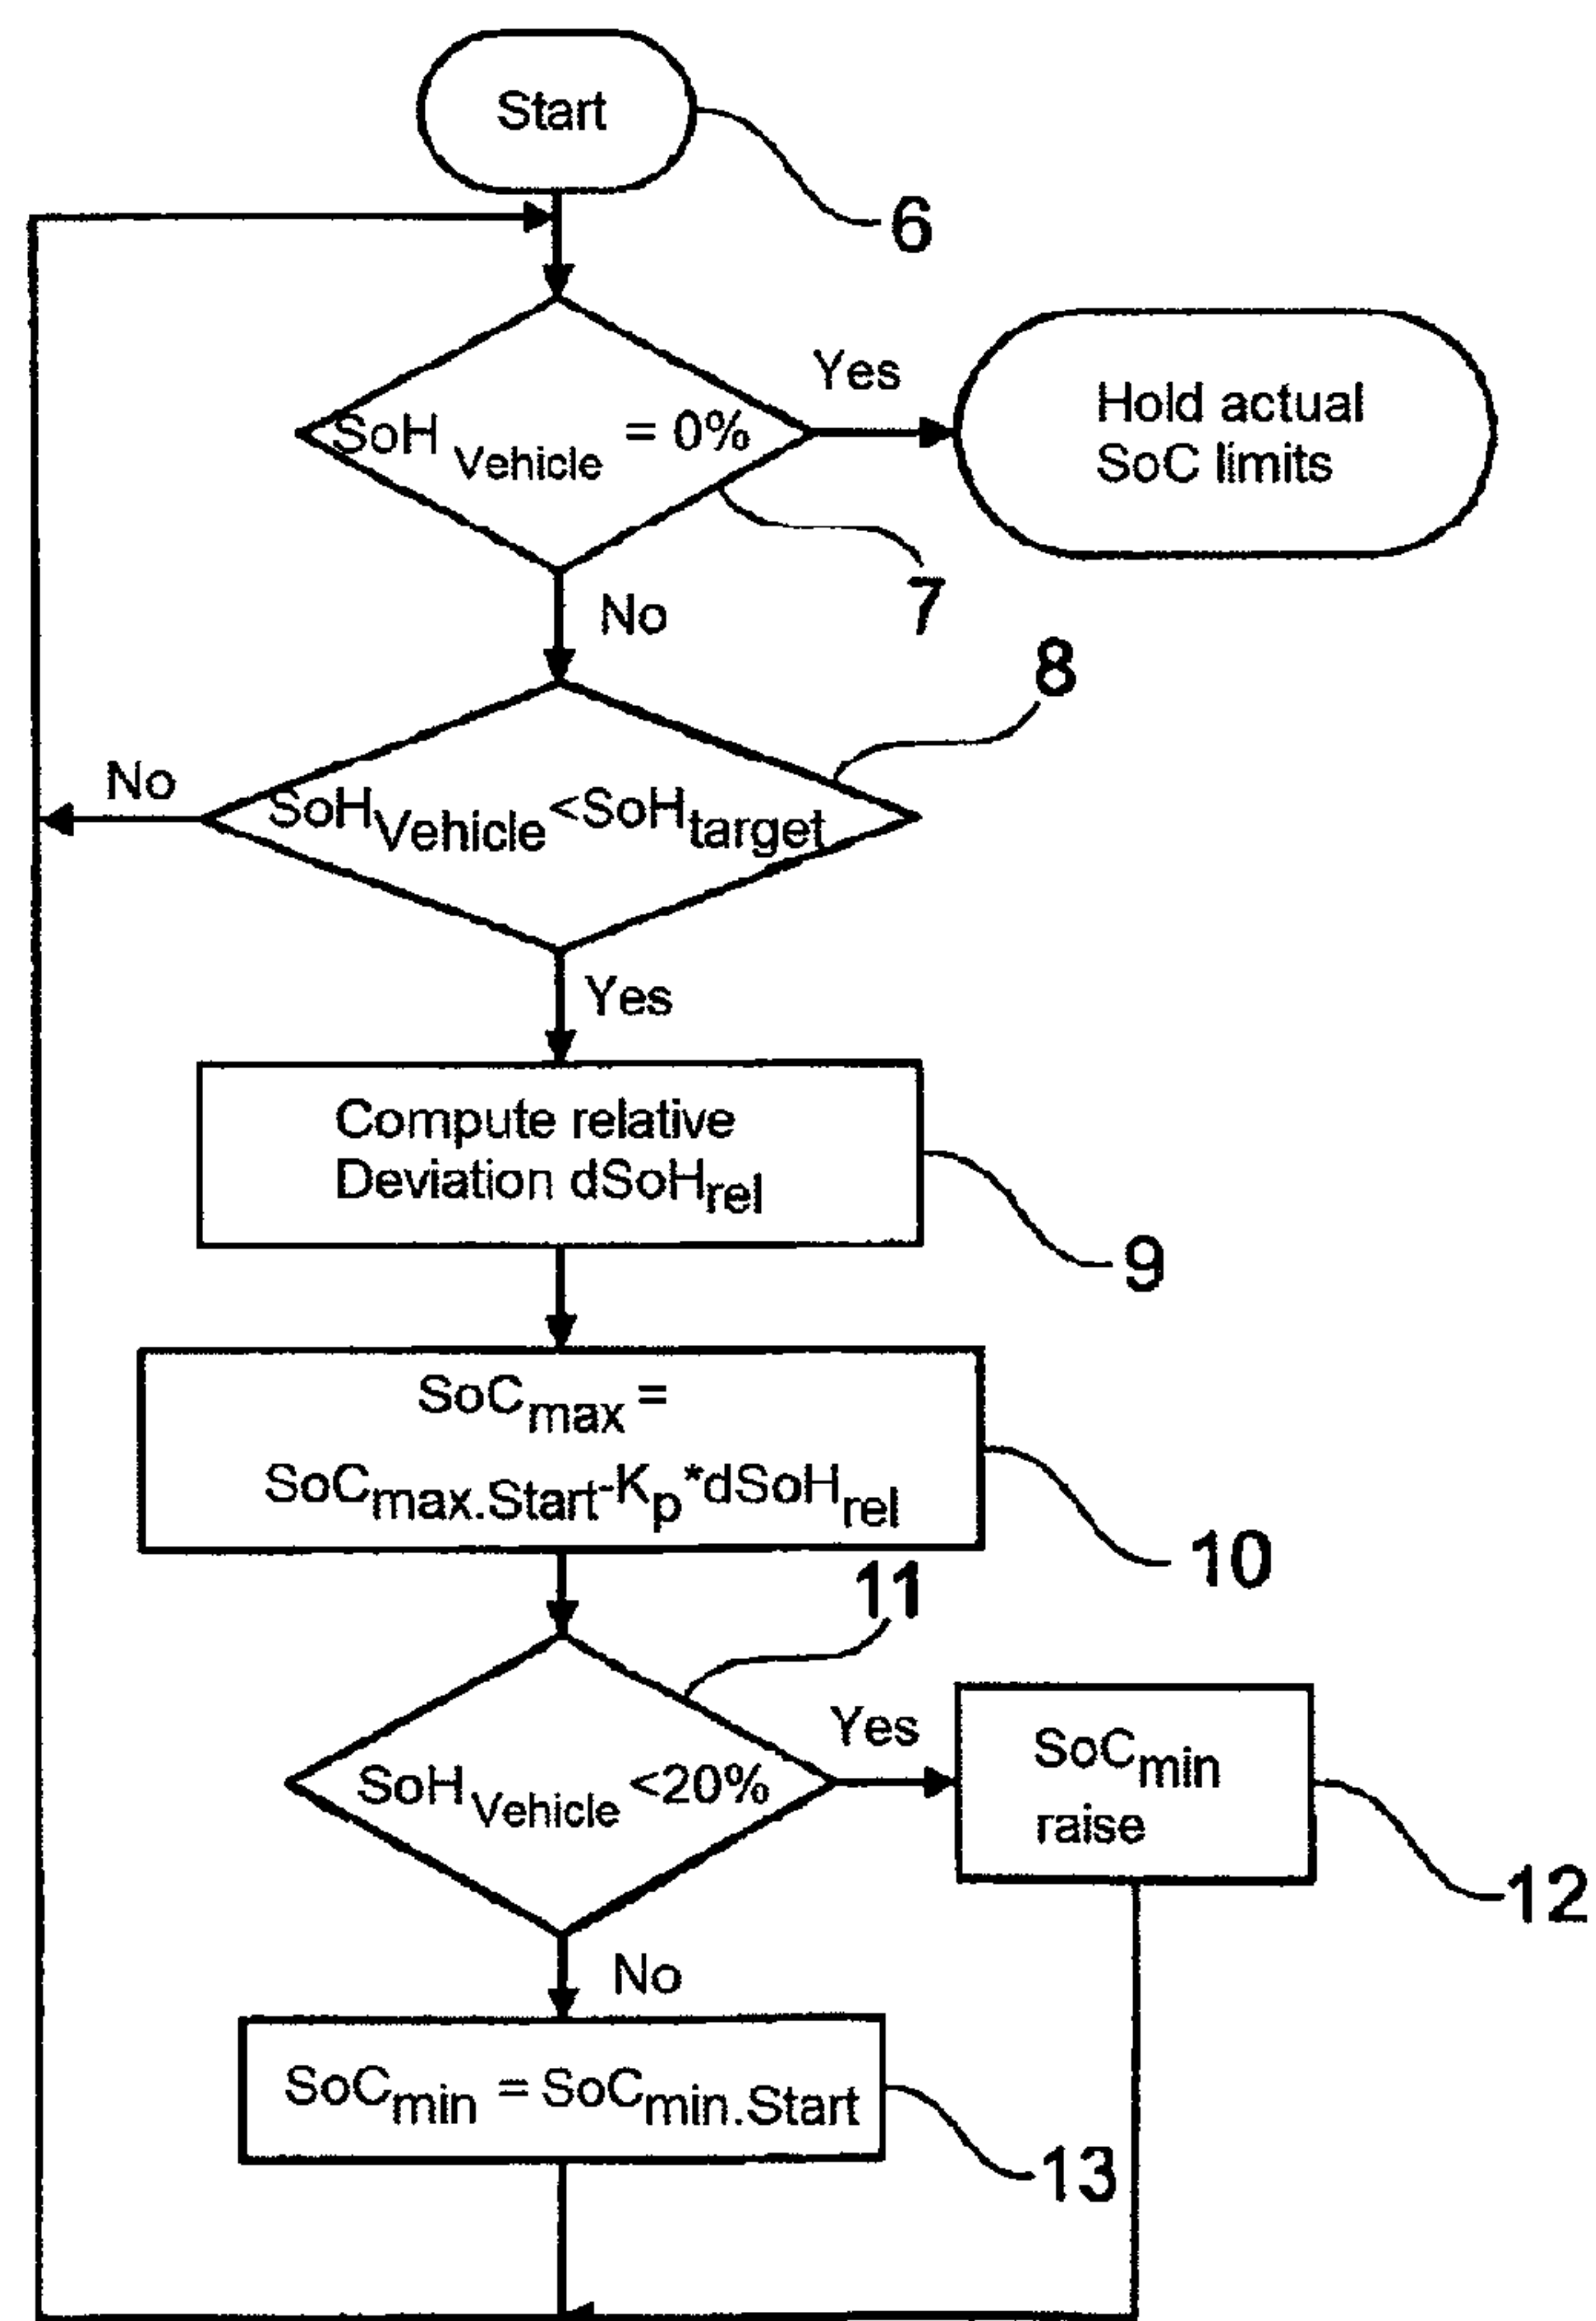 Start
6
Yes
SoH Vehicle = 0%
Hold actual
SoC limits
7
No
8
No
SoHVehicle <SoHtarget
Yes
Compute relative
Deviation dSoHrel
9
SoCmax =
SoCmax.Start-Kp*dSoHrel
10
11
Yes
SoHVehicle <20%
SoCmin
raise
12
No
SoCmin = SoCmin.Start
13